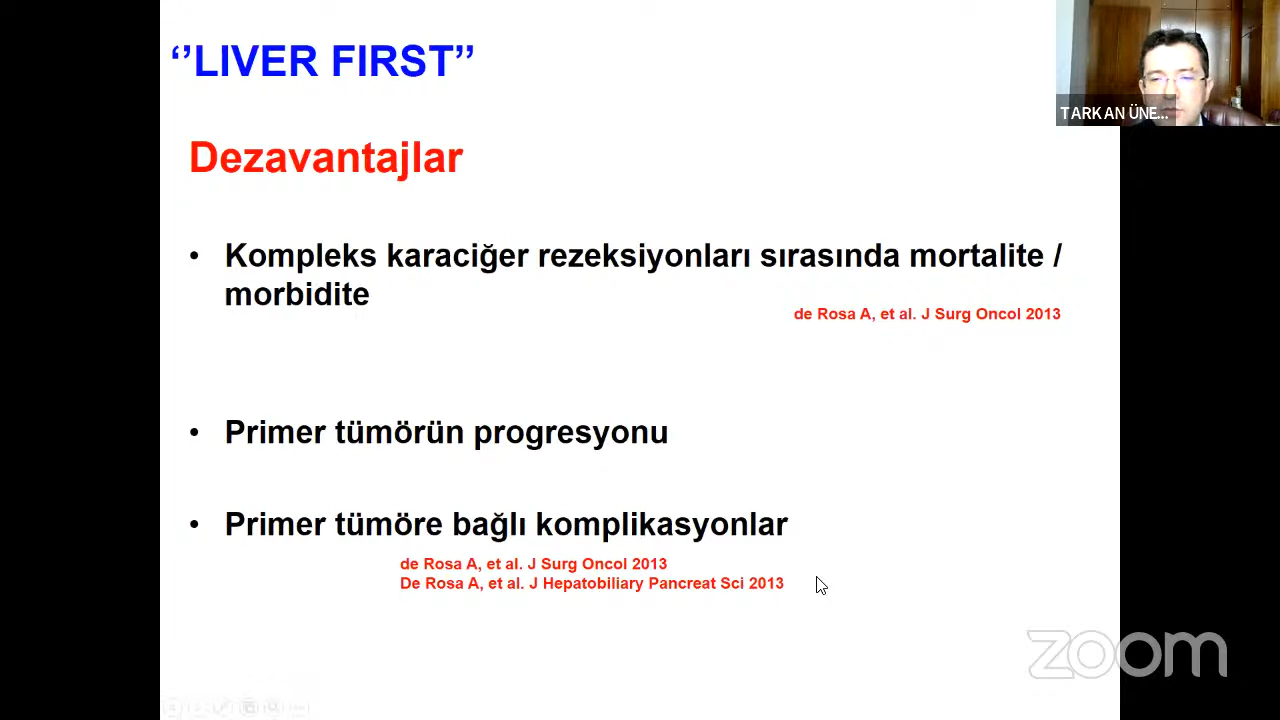 ‘’LIVER FIRST’’
TARKAN ÜNE...
Dezavantajlar
• Kompleks karaciğer rezeksiyonları sırasında mortalite /
morbidite
de Rosa A, et al. J Surg Oncol 2013
• Primer tümörün progresyonu
• Primer tümöre bağlı komplikasyonlar
de Rosa A, et al. J Surg Oncol 2013
De Rosa A, et al. J Hepatobiliary Pancreat Sci 2013
zoom